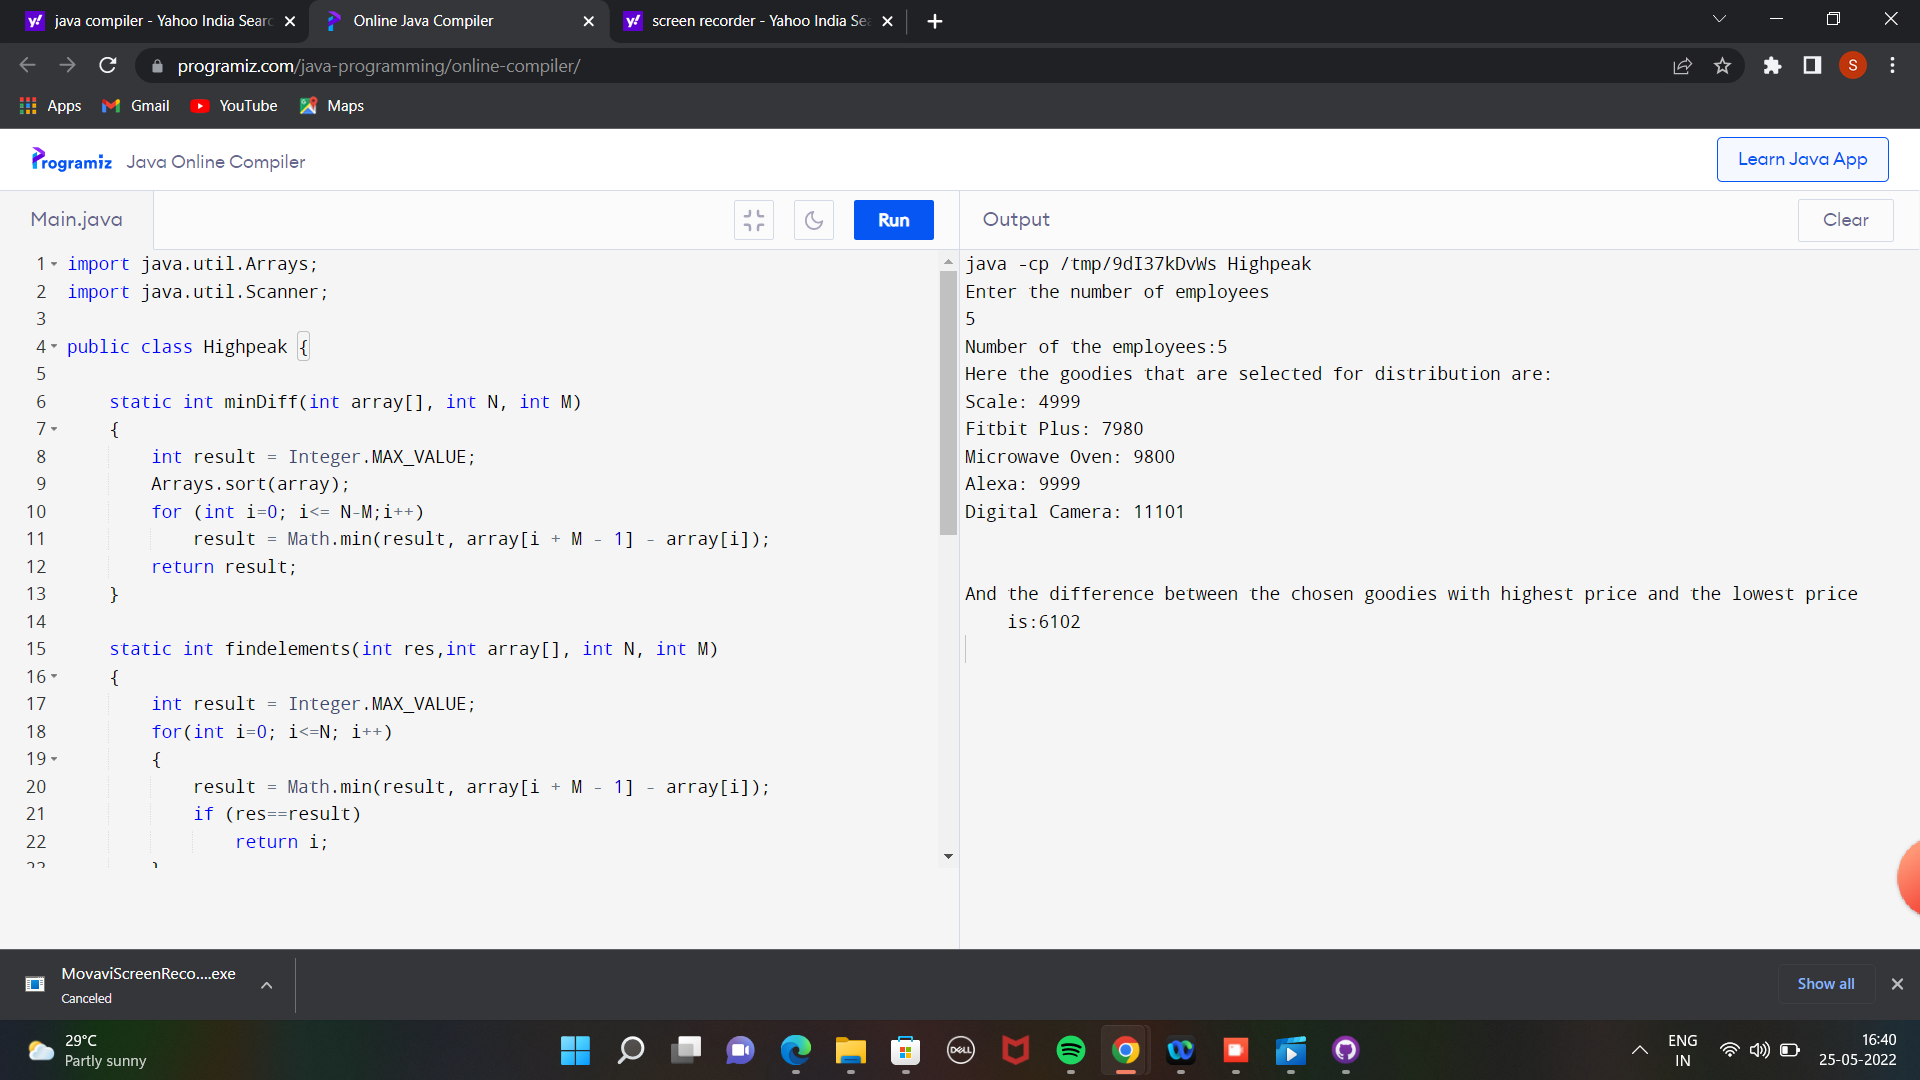 java compiler - Yahoo India Searc
Online Java Compiler
screen recorder - Yahoo India Sea
programiz.com/java-programming/online-compiler/
S
Apps
Gmail
YouTube
Maps
Programiz
Java Online Compiler
Learn Java App
Main.java
Run
Output
Clear
1 import java.util.Arrays;
2 import java.util.Scanner;
3
4 public class Highpeak {
5
6 static int minDiff(int array[], int N, int M)
7 {
8 int result = Integer.MAX_VALUE;
9 Arrays.sort(array);
10 for (int i=0; i<= N-M;i++)
11 result = Math.min(result, array[i + M - 1] - array[i]);
12 return result;
13 }
14
15 static int findelements(int res,int array[], int N, int M)
16 {
17 int result = Integer.MAX_VALUE;
18 for(int i=0; i<=N; i++)
19 {
20 result = Math.min(result, array[i + M - 1] - array[i]);
21 if (res==result)
22 return i;
23 }
java -cp /tmp/9dI37kDvWs Highpeak
Enter the number of employees
5
Number of the employees:5
Here the goodies that are selected for distribution are:
Scale: 4999
Fitbit Plus: 7980
Microwave Oven: 9800
Alexa: 9999
Digital Camera: 11101
And the difference between the chosen goodies with highest price and the lowest price
is:6102
MovaviScreenReco....exe
Canceled
Show all
29°C
Partly sunny
DELL
ENG
IN
16:40
25-05-2022